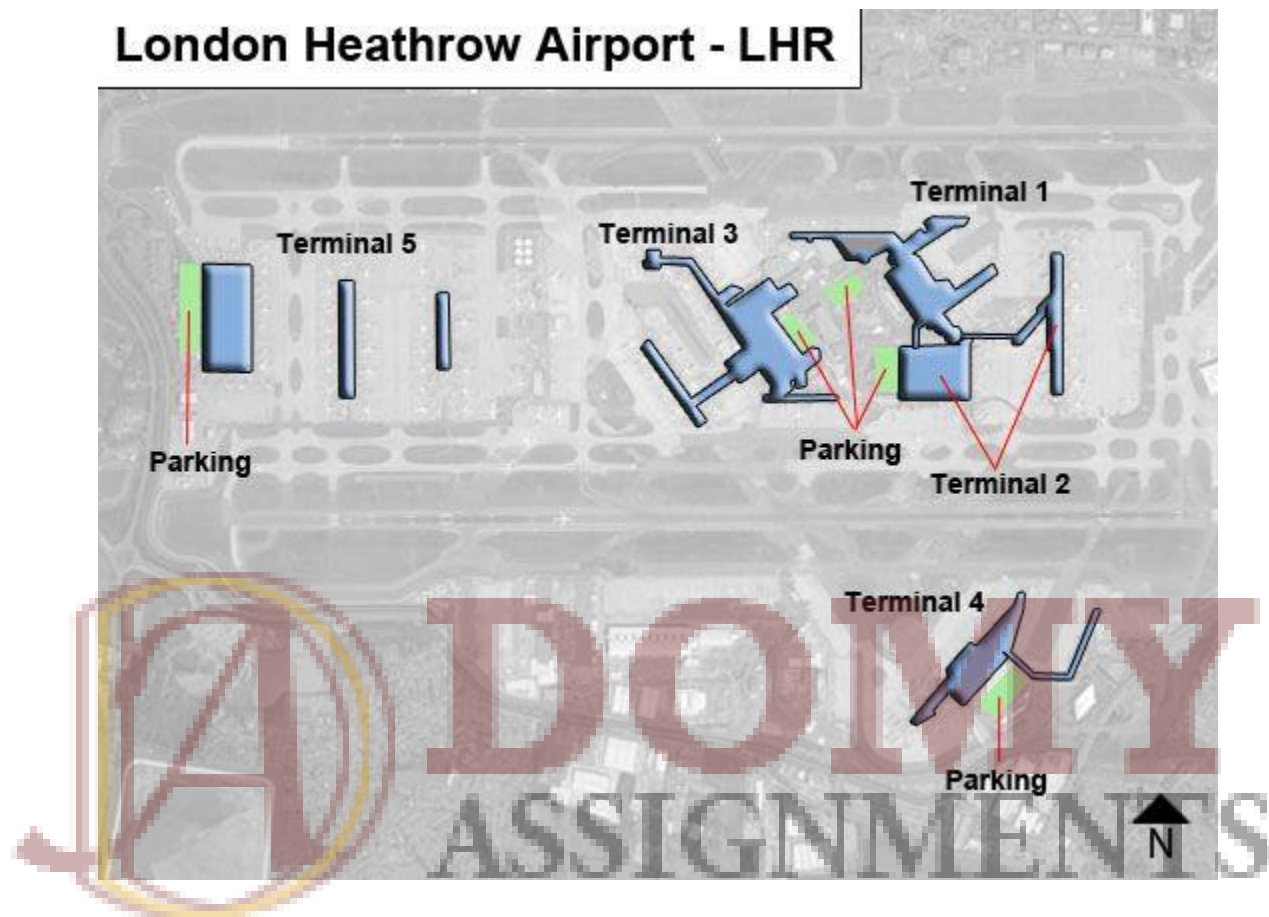 London Heathrow Airport - LHR
Terminal 1
Terminal 3
Terminal 5
Parking
Parking
Terminal 2
Terminal 4
Parking
N
DOMY
ASSIGNMENTS